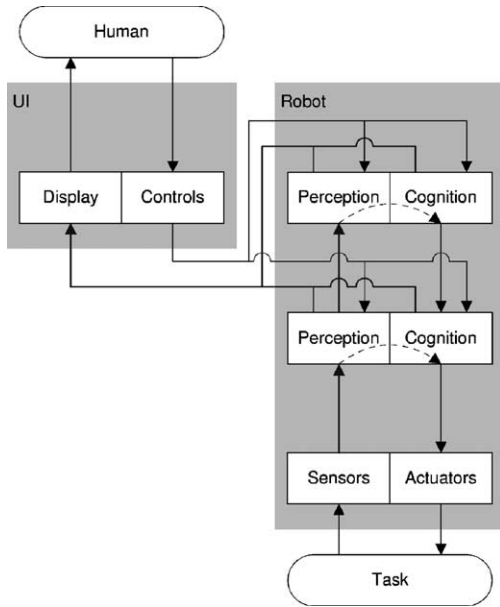 Human
UI
Robot
Display Controls
Perception Cognition
Perception Cognition
Sensors Actuators
Task